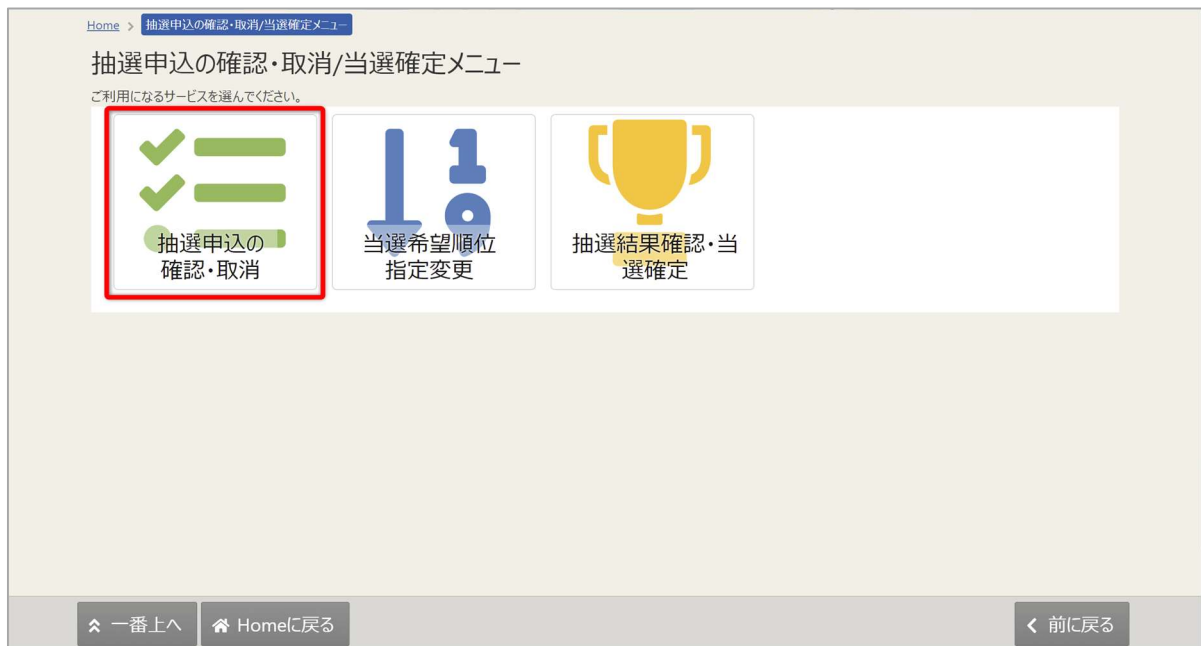 Home > 抽選申込の確認・取消/当選確定メニュー
抽選申込の確認・取消/当選確定メニュー
ご利用になるサービスを選んでください。
抽選申込の
確認・取消
当選希望順位
指定変更
抽選結果確認・当
選確定
一番上へ
Homeに戻る
前に戻る